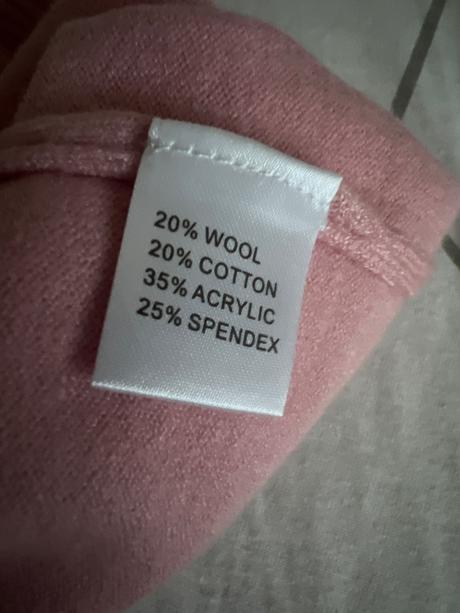 20% WOOL
20% COTTON
35% ACRYLIC
25% SPENDEX